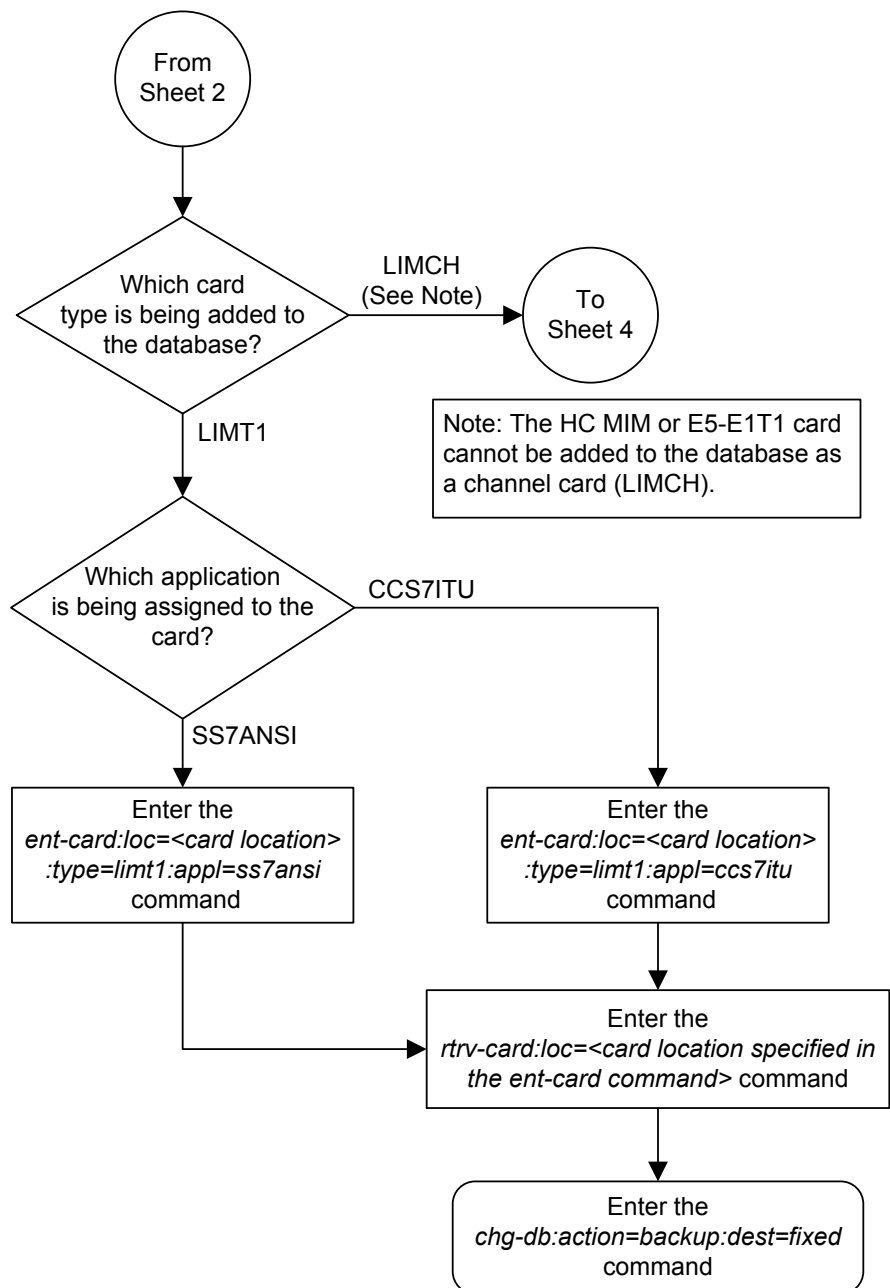 From
Sheet 2
Which card
type is being added to
the database?
LIMCH
(See Note)
To
Sheet 4
LIMT1
Note: The HC MIM or E5-E1T1 card
cannot be added to the database as
a channel card (LIMCH).
Which application
is being assigned to the
card?
CCS7ITU
SS7ANSI
Enter the
ent-card:loc=<card location>
:type=limt1:appl=ss7ansi
command
Enter the
ent-card:loc=<card location>
:type=limt1:appl=ccs7itu
command
Enter the
rtrv-card:loc=<card location specified in
the ent-card command> command
Enter the
chg-db:action=backup:dest=fixed
command